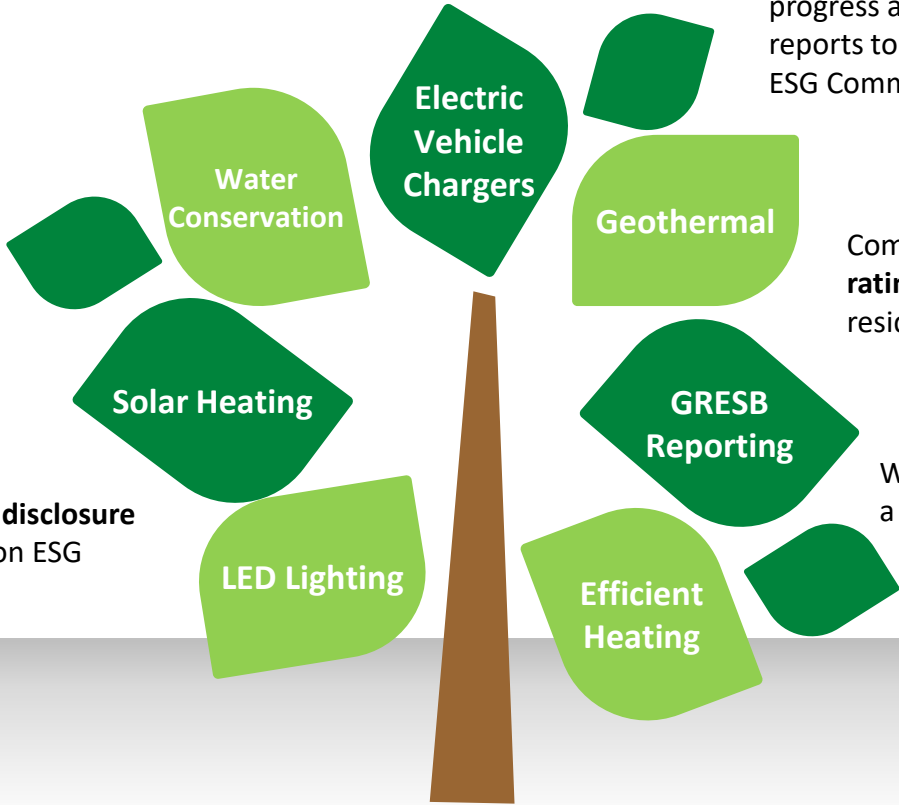 progress a
reports to
ESG Comm
Electric
Vehicle
Chargers
Water
Conservation
Geothermal
Com
ratin
resid
Solar Heating
GRESB
Reporting
W
a
disclosure
on ESG
LED Lighting
Efficient
Heating